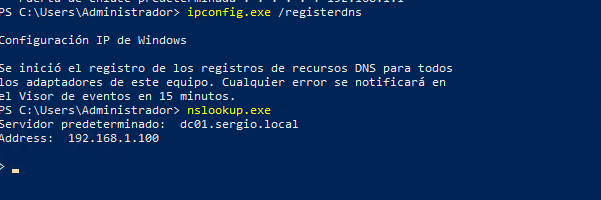 PS C:\Users\Administrador> ipconfig.exe /registerdns
Configuración IP de Windows
Se inició el registro de los registros de recursos DNS para todos
los adaptadores de este equipo. Cualquier error se notificará en
el Visor de eventos en 15 minutos.
PS C:\Users\Administrador> nslookup.exe
Servidor predeterminado:  dc01.sergio.local
Address:  192.168.1.100
>